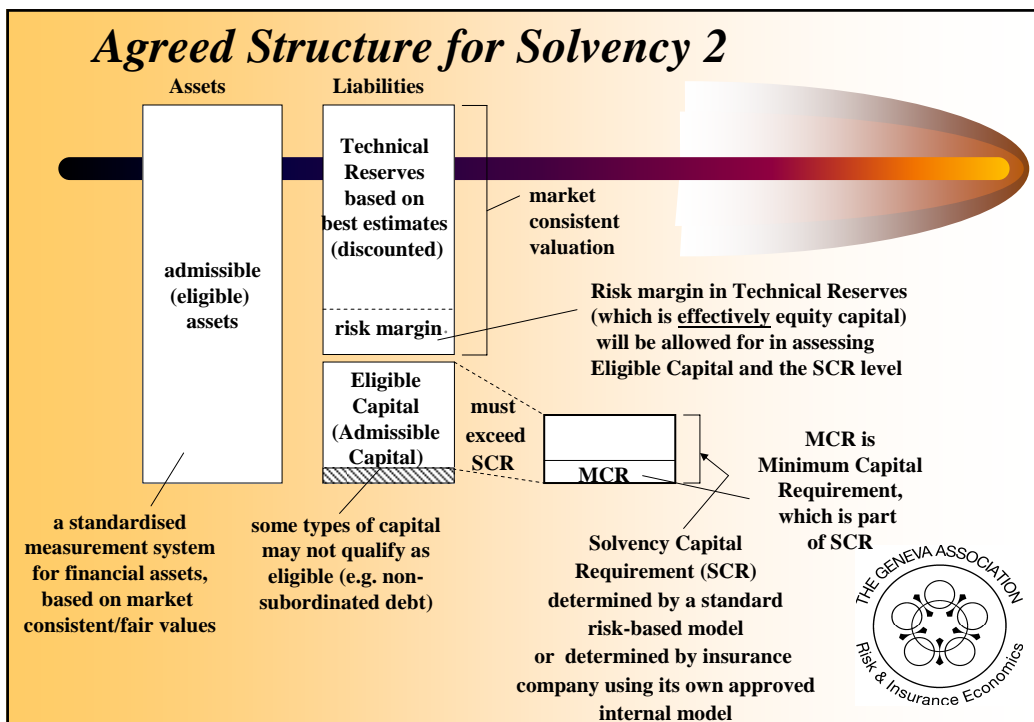 Agreed Structure for Solvency 2
Assets
Liabilities
admissible
(eligible)
assets
Technical
Reserves
based on
best estimates
(discounted)
risk margin
market
consistent
valuation
Risk margin in Technical Reserves
(which is effectively equity capital)
will be allowed for in assessing
Eligible Capital and the SCR level
Eligible
Capital
(Admissible
Capital)
must
exceed
SCR
MCR
MCR is
Minimum Capital
Requirement,
which is part
of SCR
a standardised
measurement system
for financial assets,
based on market
consistent/fair values
some types of capital
may not qualify as
eligible (e.g. non-
subordinated debt)
Solvency Capital
Requirement (SCR)
determined by a standard
risk-based model
or determined by insurance
company using its own approved
internal model
THE GENEVA ASSOCIATION
Risk & Insurance Economics